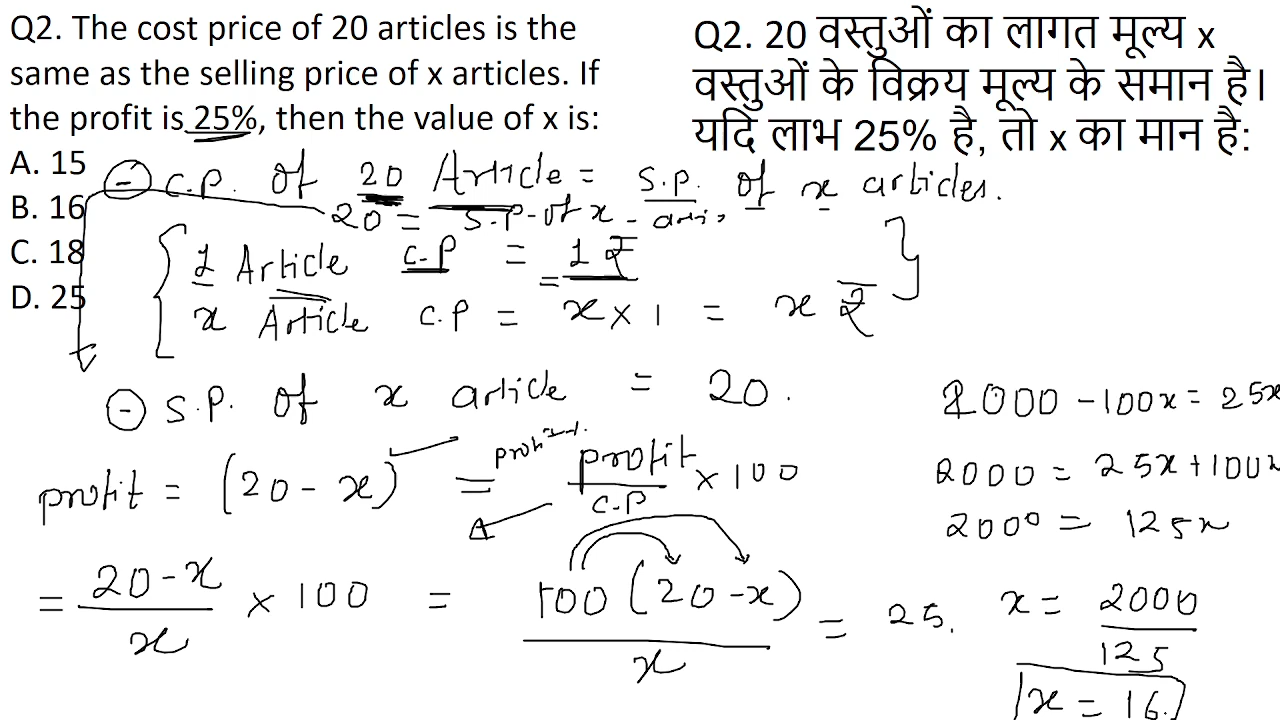 Q2. The cost price of 20 articles is the
same as the selling price of x articles. If
the profit is 25%, then the value of x is:
A. 15
B. 16
C. 18
D. 25
Q2. 20 वस्तुओं का लागत मूल्य x
वस्तुओं के विक्रय मूल्य के समान है।
यदि लाभ 25% है, तो x का मान है:
C.P. of 20 Article = S.P. of x articles.
20 = S.P. of x
1 Article C.P = 1 ₹
x Article C.P = x × 1 = x ₹
S.P. of x article = 20.
profit = (20 - x) = profit/C.P × 100
= 20-x/x × 100 = 100(20-x)/x = 25.
2000 - 100x = 25x
2000 = 25x + 100x
2000 = 125x
x = 2000/125
x = 16.